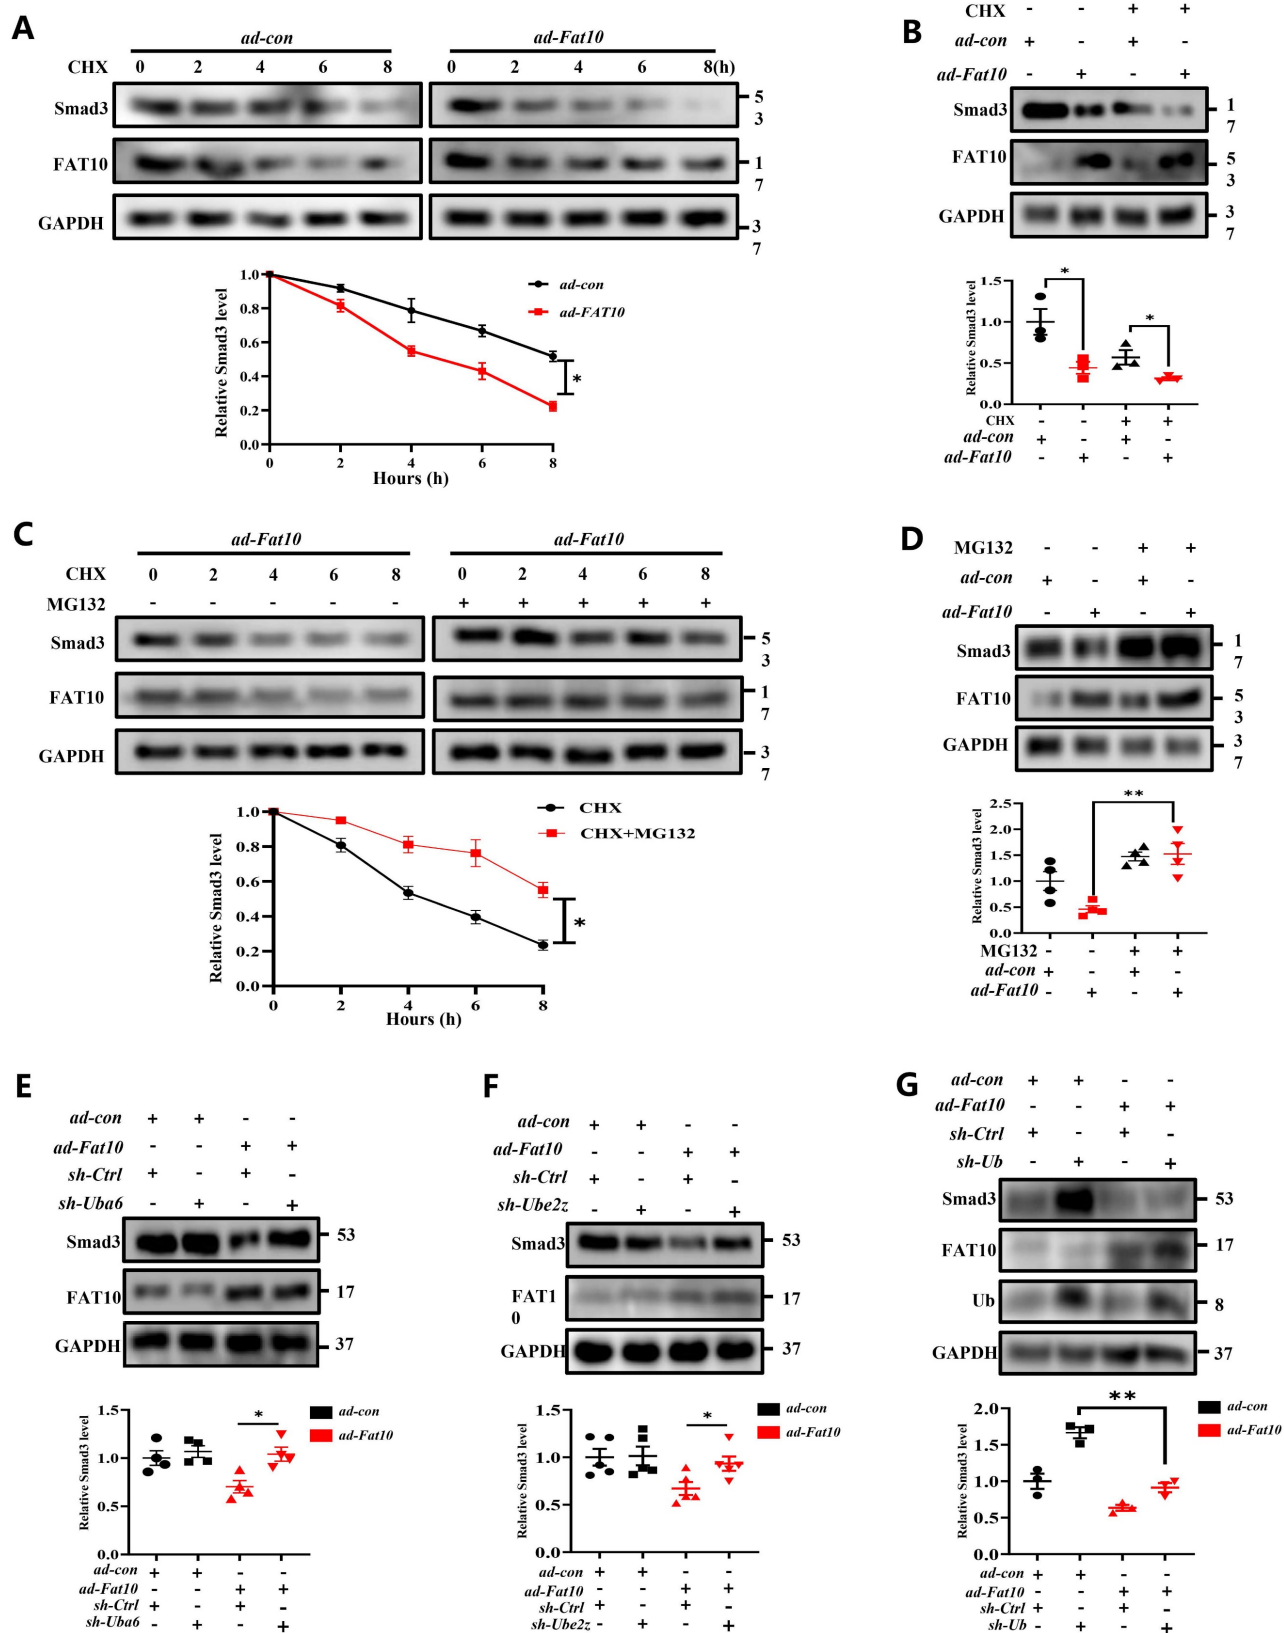 A
ad-con ad-Fat10
CHX 0 2 4 6 8 0 2 4 6 8(h)
Smad3 5
3
FAT10 1
7
GAPDH 3
7
Relative Smad3 level
1.0
0.8
0.6
0.4
0.2
0.0
ad-con
ad-FAT10
*
0 2 4 6 8
Hours (h)
B
CHX - - + +
ad-con + - + -
ad-Fat10 - + - +
Smad3 1
7
FAT10 5
3
GAPDH 3
7
Relative Smad3 level
1.5
1.0
0.5
0.0
* *
CHX - - + +
ad-con + - + -
ad-Fat10 - + - +
C
ad-Fat10 ad-Fat10
CHX 0 2 4 6 8 0 2 4 6 8
MG132 - - - - - + + + + +
Smad3 5
3
FAT10 1
7
GAPDH 3
7
Relative Smad3 level
1.0
0.8
0.6
0.4
0.2
0.0
CHX
CHX+MG132
*
0 2 4 6 8
Hours (h)
D
MG132 - - + +
ad-con + - + -
ad-Fat10 - + - +
Smad3 1
7
FAT10 5
3
GAPDH 3
7
Relative Smad3 level
2.5
2.0
1.5
1.0
0.5
0.0
**
MG132 - - + +
ad-con + - + -
ad-Fat10 - + - +
E
ad-con + + - -
ad-Fat10 - - + +
sh-Ctrl + - + -
sh-Uba6 - + - +
Smad3 53
FAT10 17
GAPDH 37
Relative Smad3 level
1.5
1.0
0.5
0.0
*
ad-con
ad-Fat10
ad-con + + - -
ad-Fat10 - - + +
sh-Ctrl + - + -
sh-Uba6 - + - +
F
ad-con + + - -
ad-Fat10 - - + +
sh-Ctrl + - + -
sh-Ube2z - + - +
Smad3 53
FAT1 17
0
GAPDH 37
Relative Smad3 level
1.5
1.0
0.5
0.0
*
ad-con
ad-Fat10
ad-con + + - -
ad-Fat10 - - + +
sh-Ctrl + - + -
sh-Ube2z - + - +
G
ad-con + + - -
ad-Fat10 - - + +
sh-Ctrl + - + -
sh-Ub - + - +
Smad3 53
FAT10 17
Ub 8
GAPDH 37
Relative Smad3 level
2.0
1.5
1.0
0.5
0.0
**
ad-con
ad-Fat10
ad-con + + - -
ad-Fat10 - - + +
sh-Ctrl + - + -
sh-Ub - + - +